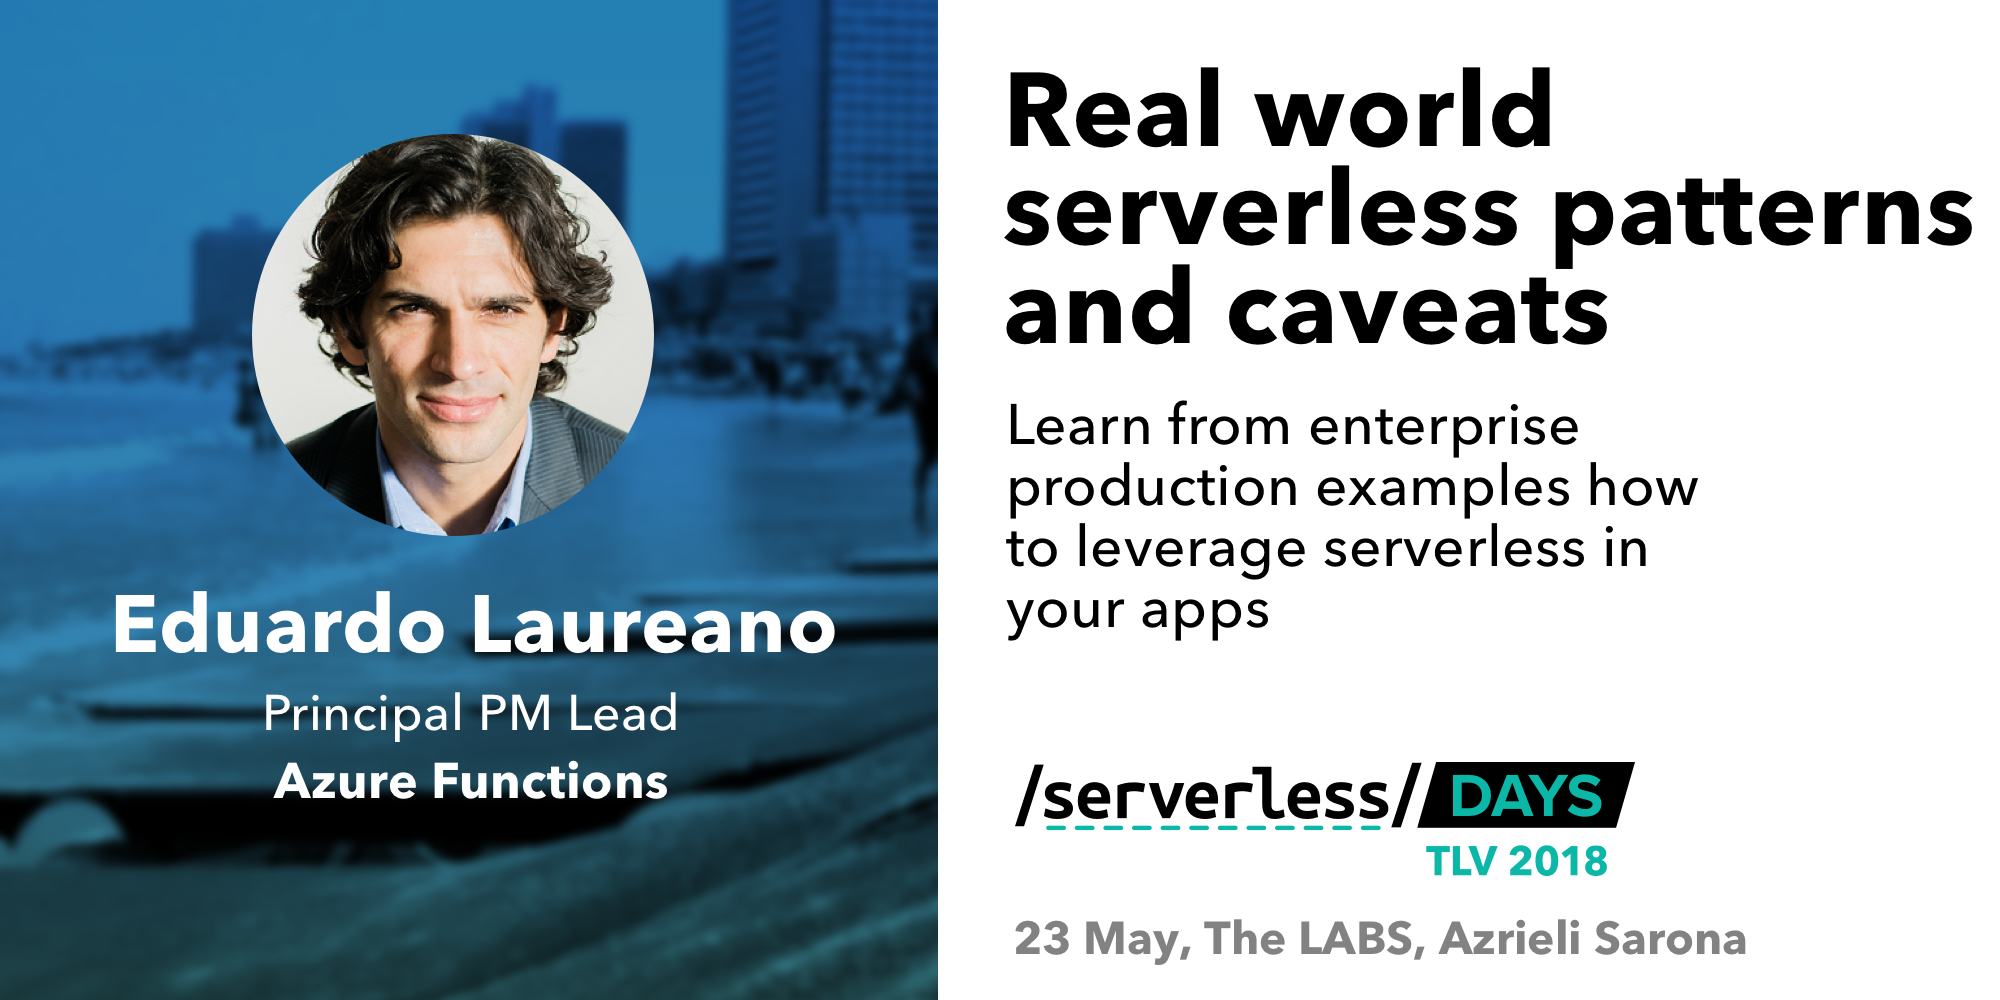 Eduardo Laureano
Principal PM Lead
Azure Functions
Real world
serverless patterns
and caveats
Learn from enterprise
production examples how
to leverage serverless in
your apps
/serverless/DAYS
TLV 2018
23 May, The LABS, Azrieli Sarona